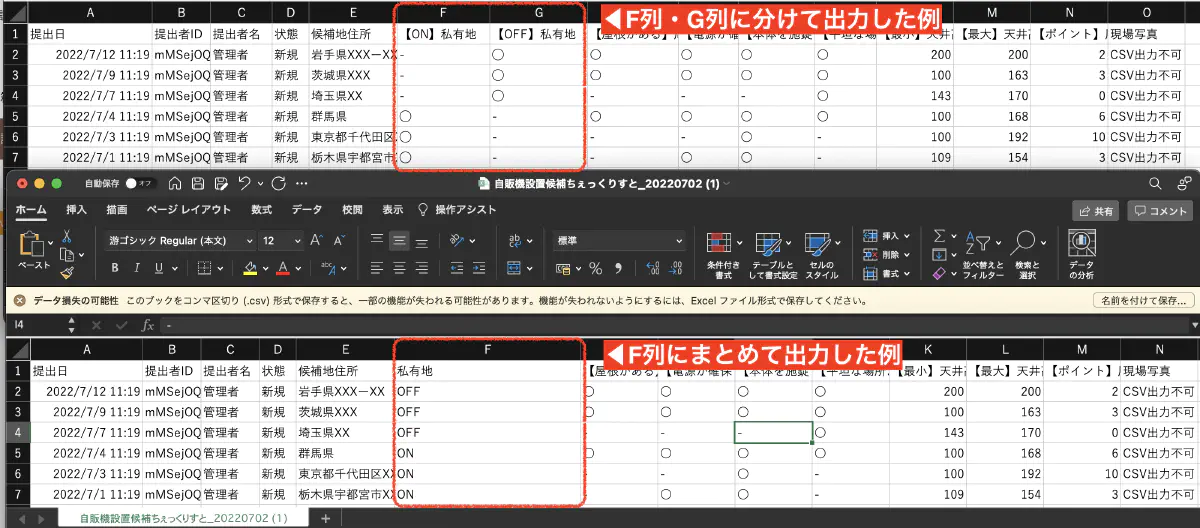 ◀F列・G列に分けて出力した例
A B C D E F G M N O
1 提出日 提出者ID 提出者名 状態 候補地住所 【ON】私有地 【OFF】私有地 【屋根がある】 【電源が 【本体を施錠 【平坦な場 【最小】天井高 【最大】天井高 【ポイント】 現場写真
2 2022/7/12 11:19 mMSejOQ 管理者 新規 岩手県XXX－XX - ○ ○ ○ ○ ○ 200 200 2 CSV出力不可
3 2022/7/9 11:19 mMSejOQ 管理者 新規 茨城県XXX - ○ ○ ○ ○ ○ 100 163 3 CSV出力不可
4 2022/7/7 11:19 mMSejOQ 管理者 新規 埼玉県XX - ○ - - - ○ 143 170 0 CSV出力不可
5 2022/7/4 11:19 mMSejOQ 管理者 新規 群馬県 ○ - ○ ○ ○ ○ 100 168 6 CSV出力不可
6 2022/7/3 11:19 mMSejOQ 管理者 新規 東京都千代田区 ○ - - - ○ - 100 192 10 CSV出力不可
7 2022/7/1 11:19 mMSejOQ 管理者 新規 栃木県宇都宮市 ○ - - ○ ○ - 109 154 3 CSV出力不可
自動保存 オフ 自販機設置候補ちぇっくりすと_20220702 (1)
ホーム 挿入 描画 ページ レイアウト 数式 データ 校閲 表示 操作アシスト 共有 コメント
ペースト 游ゴシック Regular (本文) 12 標準 条件付き書式 テーブルとして書式設定 セルのスタイル 挿入 削除 書式 並べ替えとフィルター 検索と選択 データの分析
B I U
データ損失の可能性 このブックをコンマ区切り (.csv) 形式で保存すると、一部の機能が失われる可能性があります。機能が失われないようにするには、Excel ファイル形式で保存してください。 名前を付けて保存...
I4 fx -
◀F列にまとめて出力した例
A B C D E F K L M N
1 提出日 提出者ID 提出者名 状態 候補地住所 私有地 【屋根がある】 【電源が確保 【本体を施錠 【平坦な場所 【最小】天井高 【最大】天井高 【ポイント】 現場写真
2 2022/7/12 11:19 mMSejOQ 管理者 新規 岩手県XXX－XX OFF ○ ○ ○ ○ 200 200 2 CSV出力不可
3 2022/7/9 11:19 mMSejOQ 管理者 新規 茨城県XXX OFF ○ ○ ○ ○ 100 163 3 CSV出力不可
4 2022/7/7 11:19 mMSejOQ 管理者 新規 埼玉県XX OFF - - - ○ 143 170 0 CSV出力不可
5 2022/7/4 11:19 mMSejOQ 管理者 新規 群馬県 ON ○ ○ ○ ○ 100 168 6 CSV出力不可
6 2022/7/3 11:19 mMSejOQ 管理者 新規 東京都千代田区X ON - - ○ - 100 192 10 CSV出力不可
7 2022/7/1 11:19 mMSejOQ 管理者 新規 栃木県宇都宮市X ON - ○ ○ - 109 154 3 CSV出力不可
自販機設置候補ちぇっくりすと_20220702 (1) +